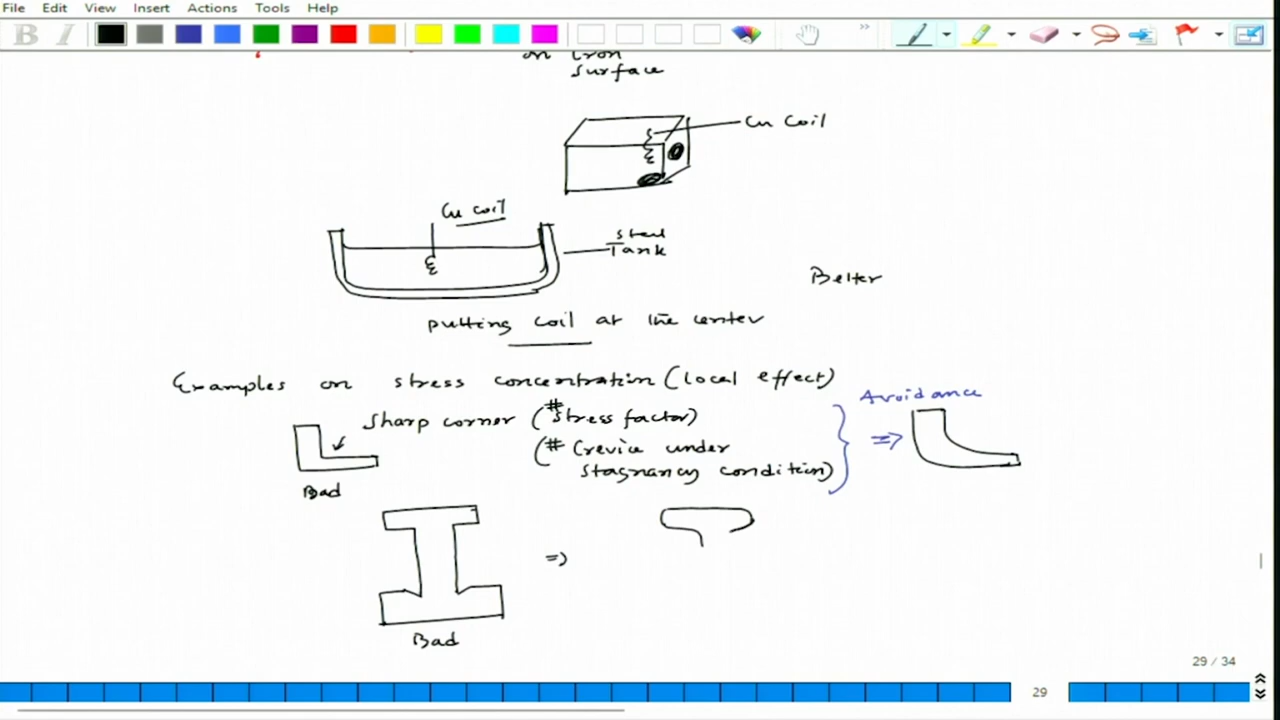 File Edit View Insert Actions Tools Help
on Iron
surface
Cu Coil
Cu coil
Steel
Tank
Better
putting coil at the center
Examples on stress concentration (local effect)
Avoidance
Sharp corner (# stress factor)
(# Crevice under
stagnancy condition)
=>
Bad
=>
Bad
29 / 34
29